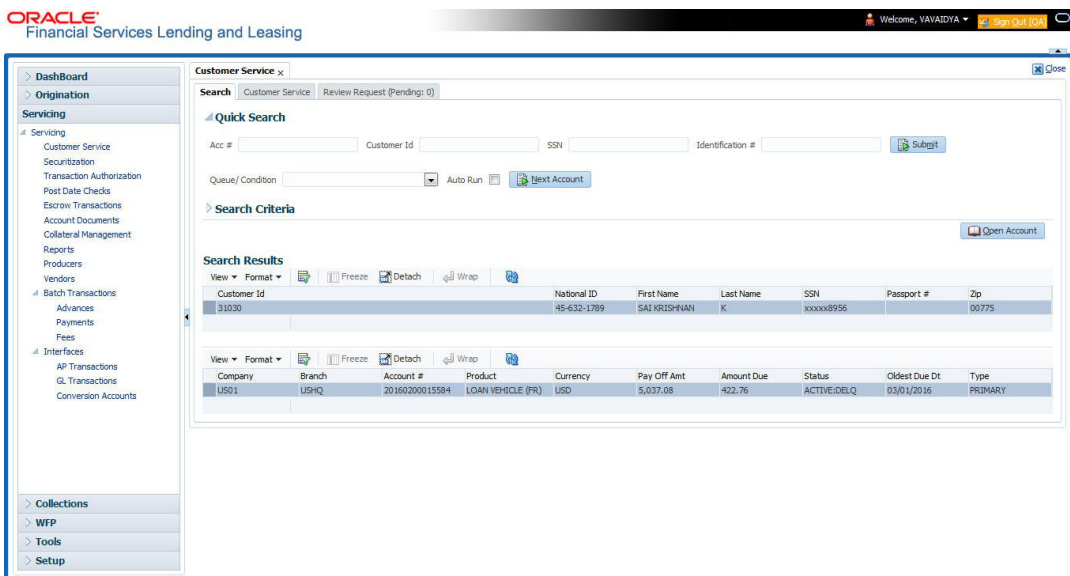 ORACLE®
Financial Services Lending and Leasing
Welcome, VAVAIDYA
Sign Out [QA]
Close
DashBoard
Origination
Servicing
Servicing
Customer Service
Securitization
Transaction Authorization
Post Date Checks
Escrow Transactions
Account Documents
Collateral Management
Reports
Producers
Vendors
Batch Transactions
Advances
Payments
Fees
Interfaces
AP Transactions
GL Transactions
Conversion Accounts
Collections
WFP
Tools
Setup
Customer Service x
Search Customer Service Review Request (Pending: 0)
Quick Search
Acc # Customer Id SSN Identification # Submit
Queue/ Condition Auto Run Next Account
Search Criteria
Open Account
Search Results
View Format Freeze Detach Wrap
Customer Id National ID First Name Last Name SSN Passport # Zip
31030 45-632-1789 SAI KRISHNAN K xxxxx8956 00775
View Format Freeze Detach Wrap
Company Branch Account # Product Currency Pay Off Amt Amount Due Status Oldest Due Dt Type
US01 USHQ 20160200015584 LOAN VEHICLE (FR) USD 5,037.08 422.76 ACTIVE:DELQ 03/01/2016 PRIMARY